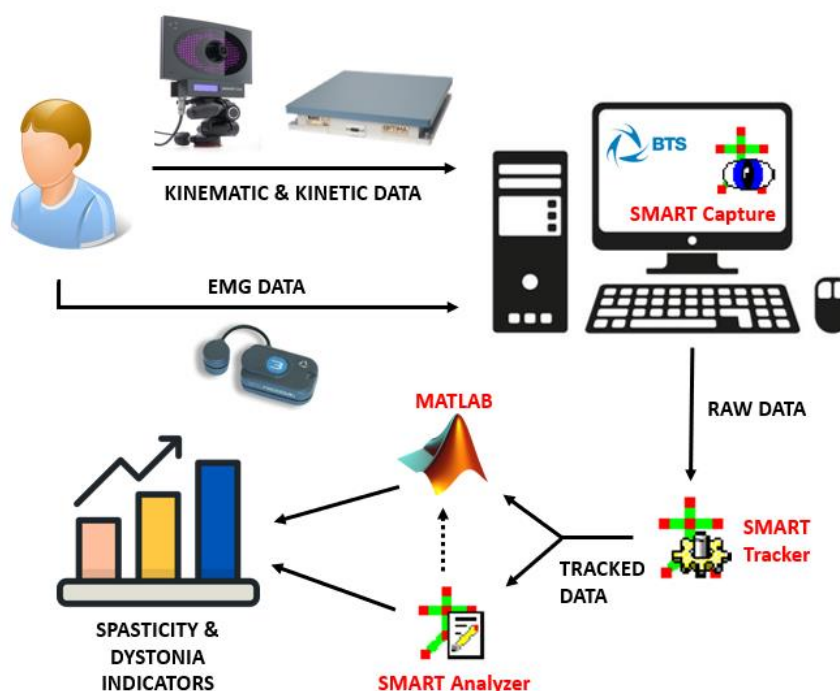 KINEMATIC & KINETIC DATA
BTS
SMART Capture
EMG DATA
RAW DATA
MATLAB
SMART
Tracker
TRACKED
DATA
SPASTICITY &
DYSTONIA
INDICATORS
SMART Analyzer